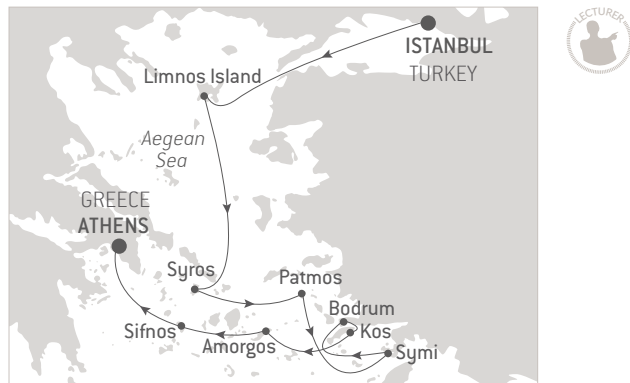 LECTURER
ISTANBUL
TURKEY
Limnos Island
Aegean
Sea
GREECE
ATHENS
Syros
Patmos
Bodrum
Kos
Sifnos
Amorgos
Symi